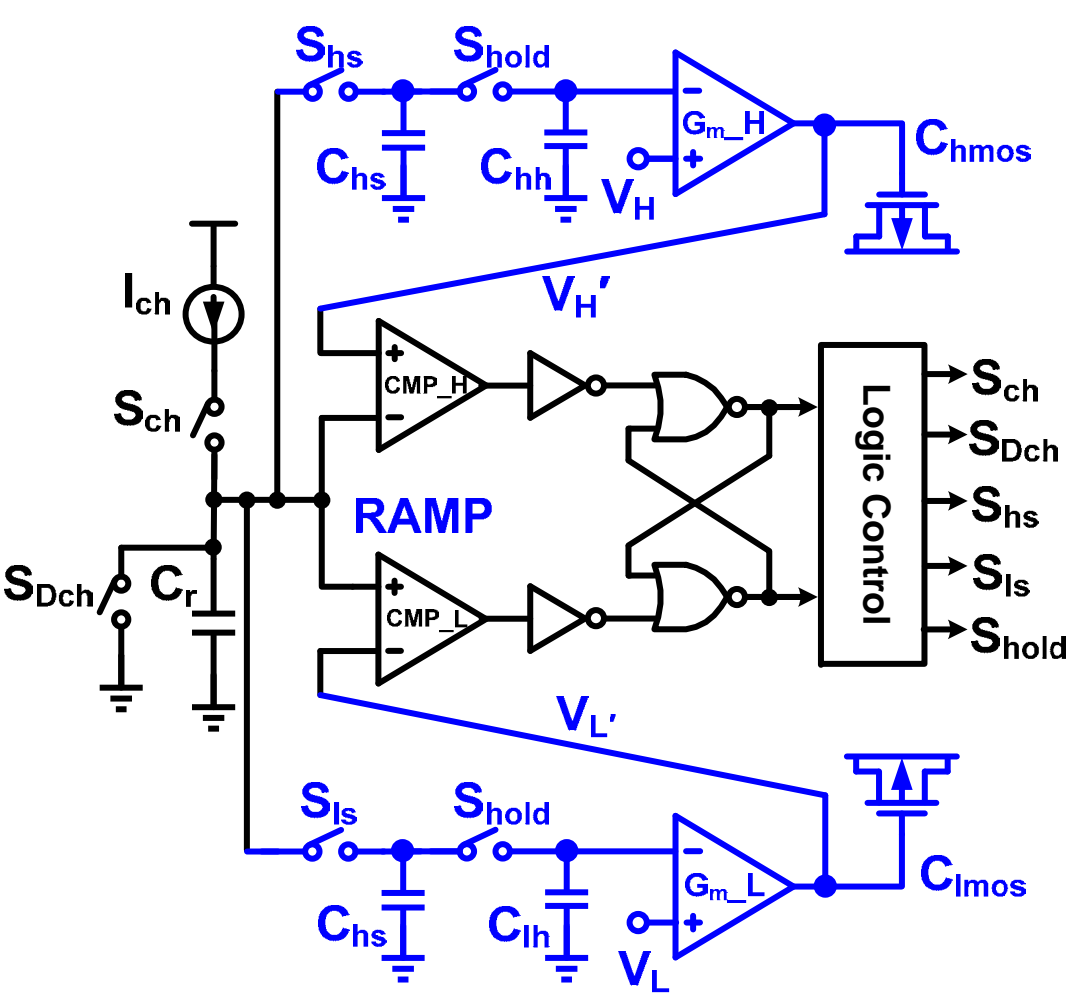 Shs
Shold
Gm_H
Chmos
Chs
Chh
VH
VH′
Ich
CMP_H
Sch
Sch
SDch
Logic Control
RAMP
Shs
SDch
Cr
CMP_L
Sls
Shold
VL′
Sls
Shold
Gm_L
Clmos
Chs
Clh
VL